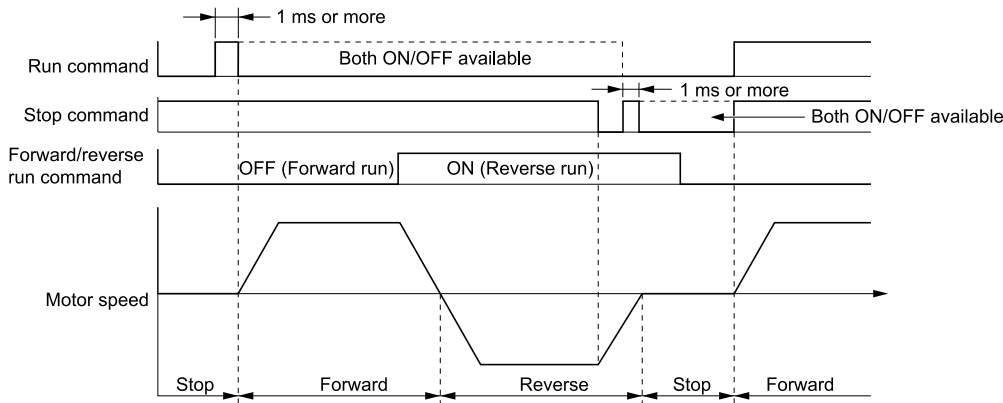 1 ms or more
Run command
Both ON/OFF available
1 ms or more
Stop command
Both ON/OFF available
Forward/reverse
run command
OFF (Forward run)
ON (Reverse run)
Motor speed
Stop
Forward
Reverse
Stop
Forward